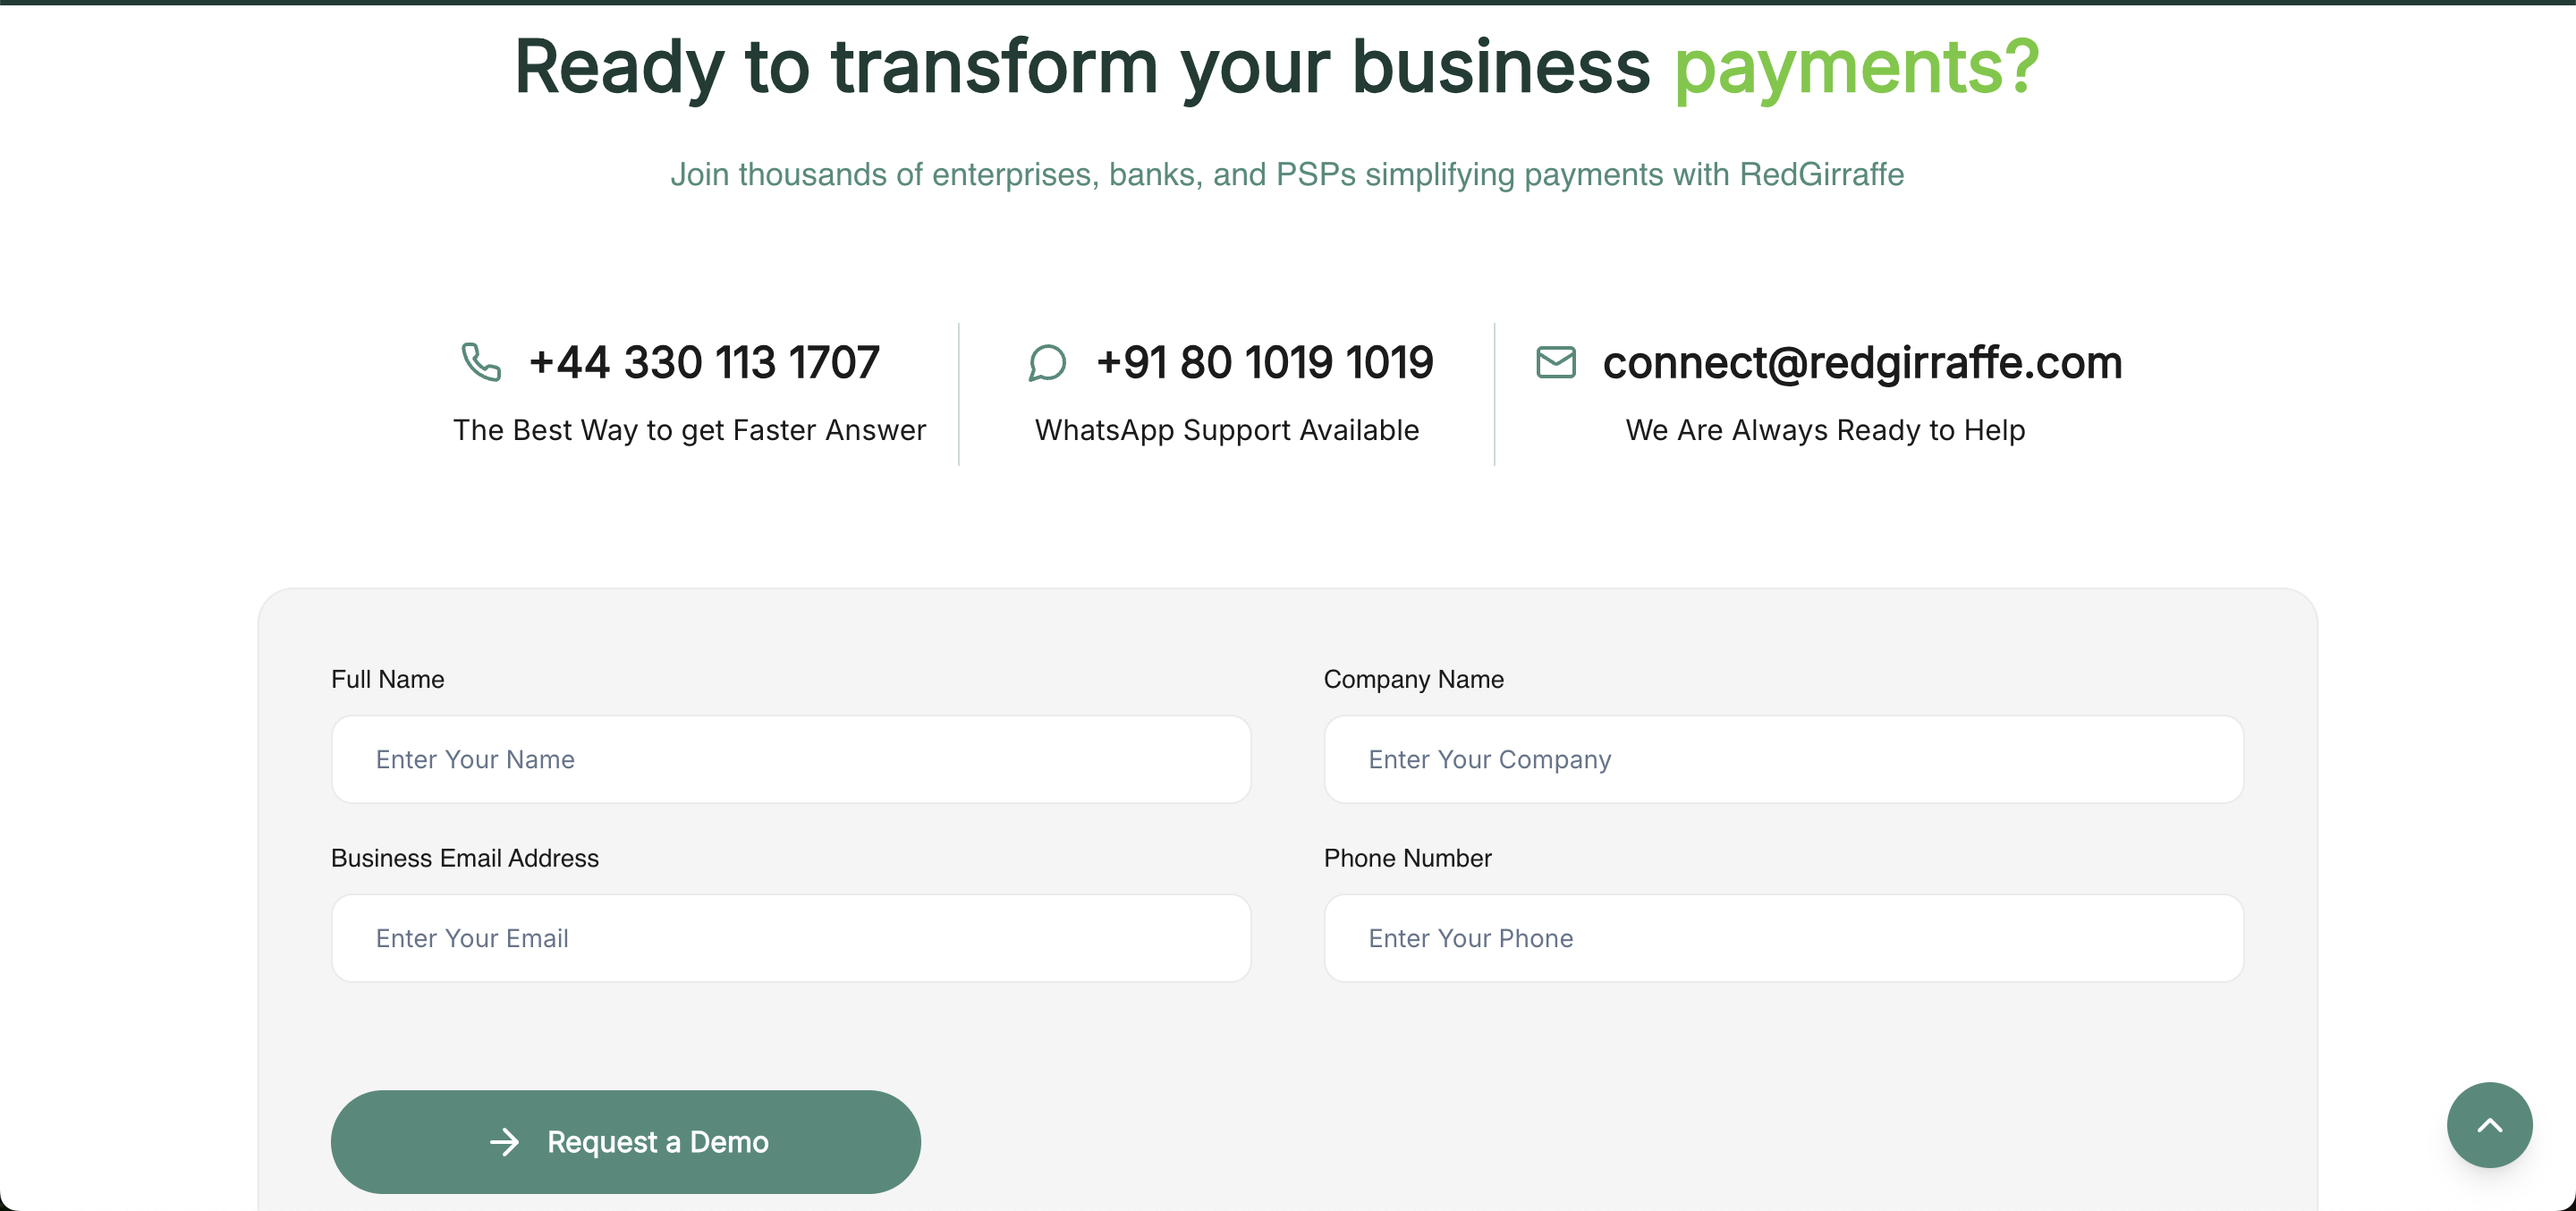 Ready to transform your business payments?
Join thousands of enterprises, banks, and PSPs simplifying payments with RedGirraffe
+44 330 113 1707
The Best Way to get Faster Answer
+91 80 1019 1019
WhatsApp Support Available
connect@redgirraffe.com
We Are Always Ready to Help
Full Name
Enter Your Name
Company Name
Enter Your Company
Business Email Address
Enter Your Email
Phone Number
Enter Your Phone
Request a Demo